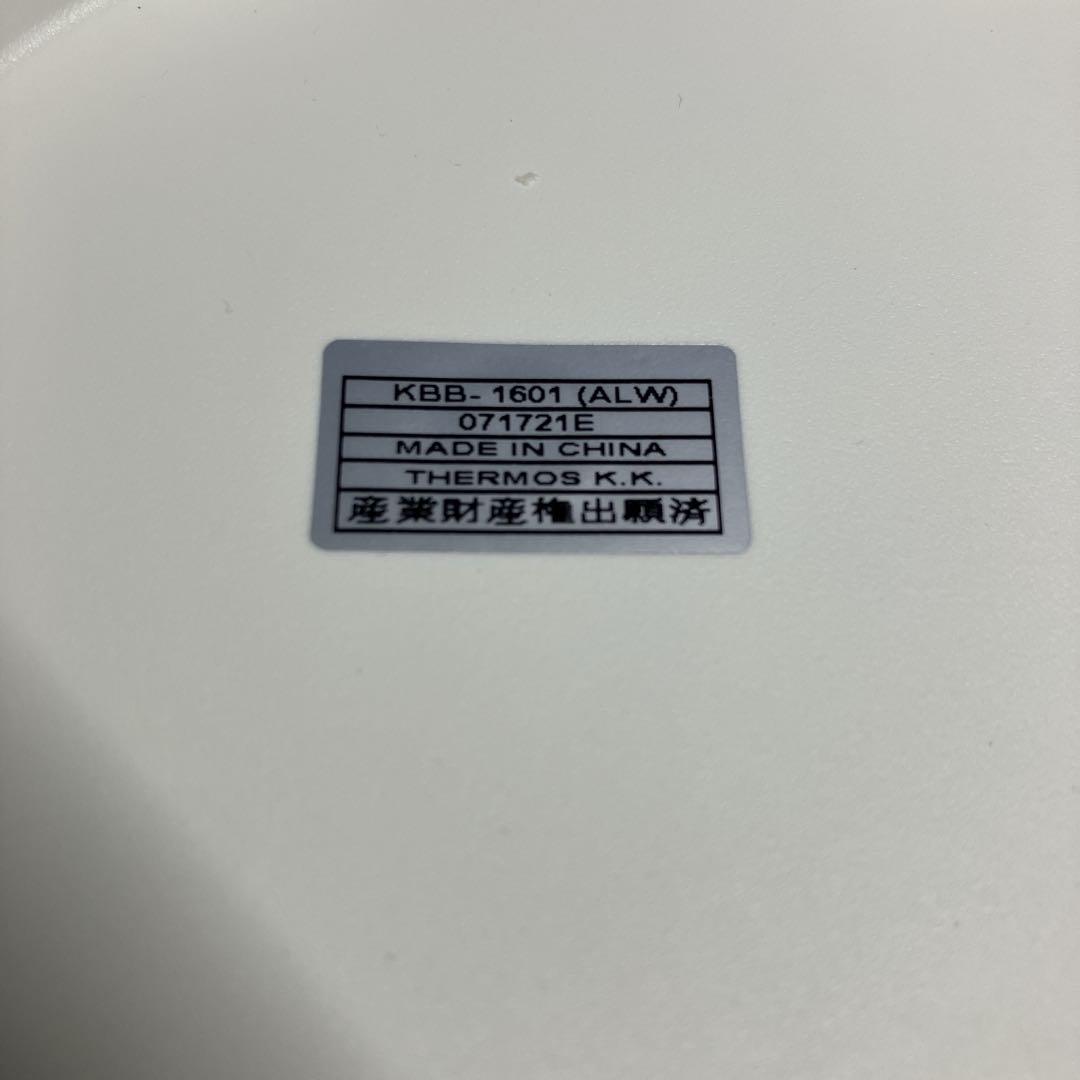 KBB- 1601 (ALW)
071721E
MADE IN CHINA
THERMOS K.K.
産業財産権出願済